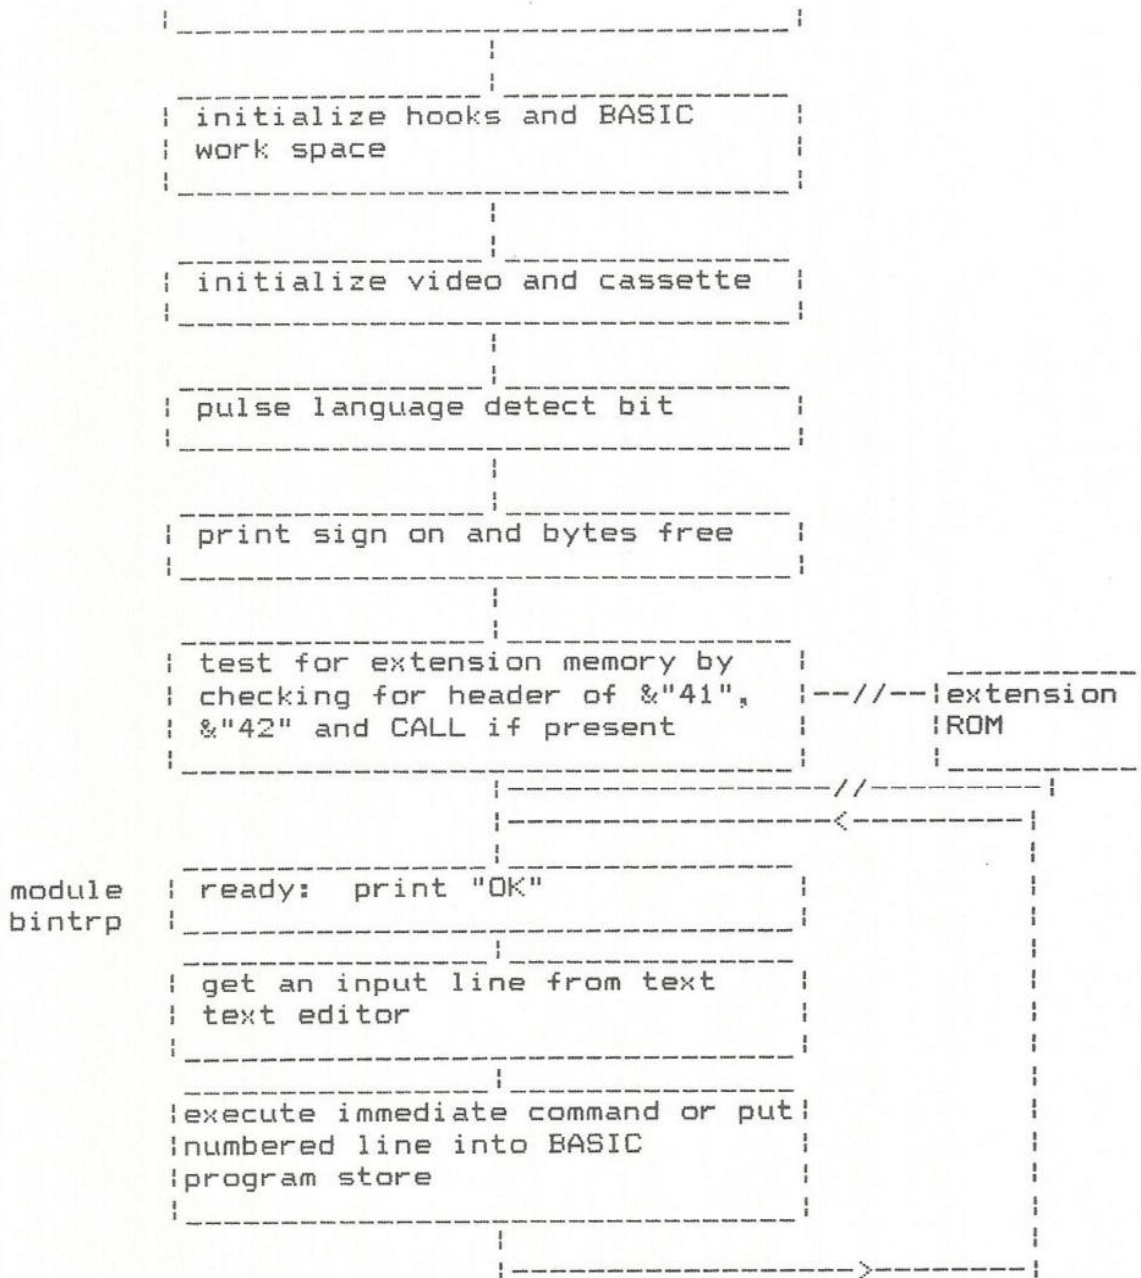 initialize hooks and BASIC
work space
initialize video and cassette
pulse language detect bit
print sign on and bytes free
test for extension memory by
checking for header of &"41",
&"42" and CALL if present
extension
ROM
module
bintrp
ready: print "OK"
get an input line from text
text editor
execute immediate command or put
numbered line into BASIC
program store